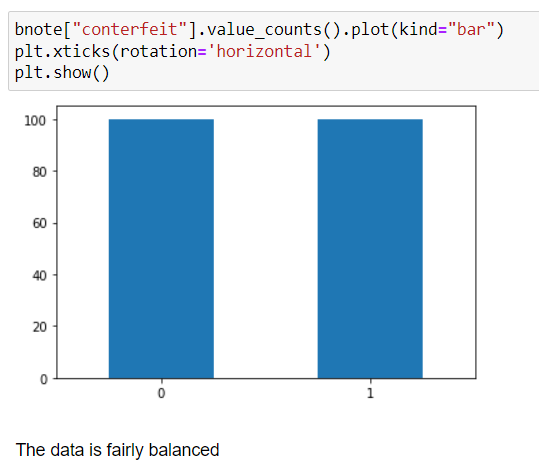 bnote["conterfeit"].value_counts().plot(kind="bar")
plt.xticks(rotation='horizontal')
plt.show()
100
80
60
40
20
0
0 1
The data is fairly balanced